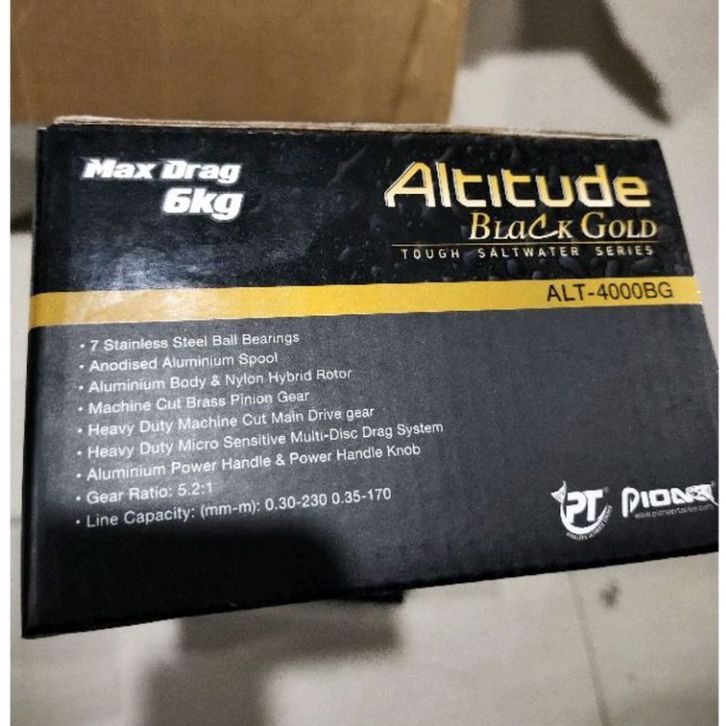 Max Drag
6kg
Altitude
Black Gold
TOUGH SALTWATER SERIES
ALT-4000BG
• 7 Stainless Steel Ball Bearings
• Anodised Aluminium Spool
• Aluminium Body & Nylon Hybrid Rotor
• Machine Cut Brass Pinion Gear
• Heavy Duty Machine Cut Main Drive gear
• Heavy Duty Micro Sensitive Multi-Disc Drag System
• Aluminium Power Handle & Power Handle Knob
• Gear Ratio: 5.2:1
• Line Capacity: (mm-m): 0.30-230 0.35-170
PT
PIONEER
www.pioneertackle.com